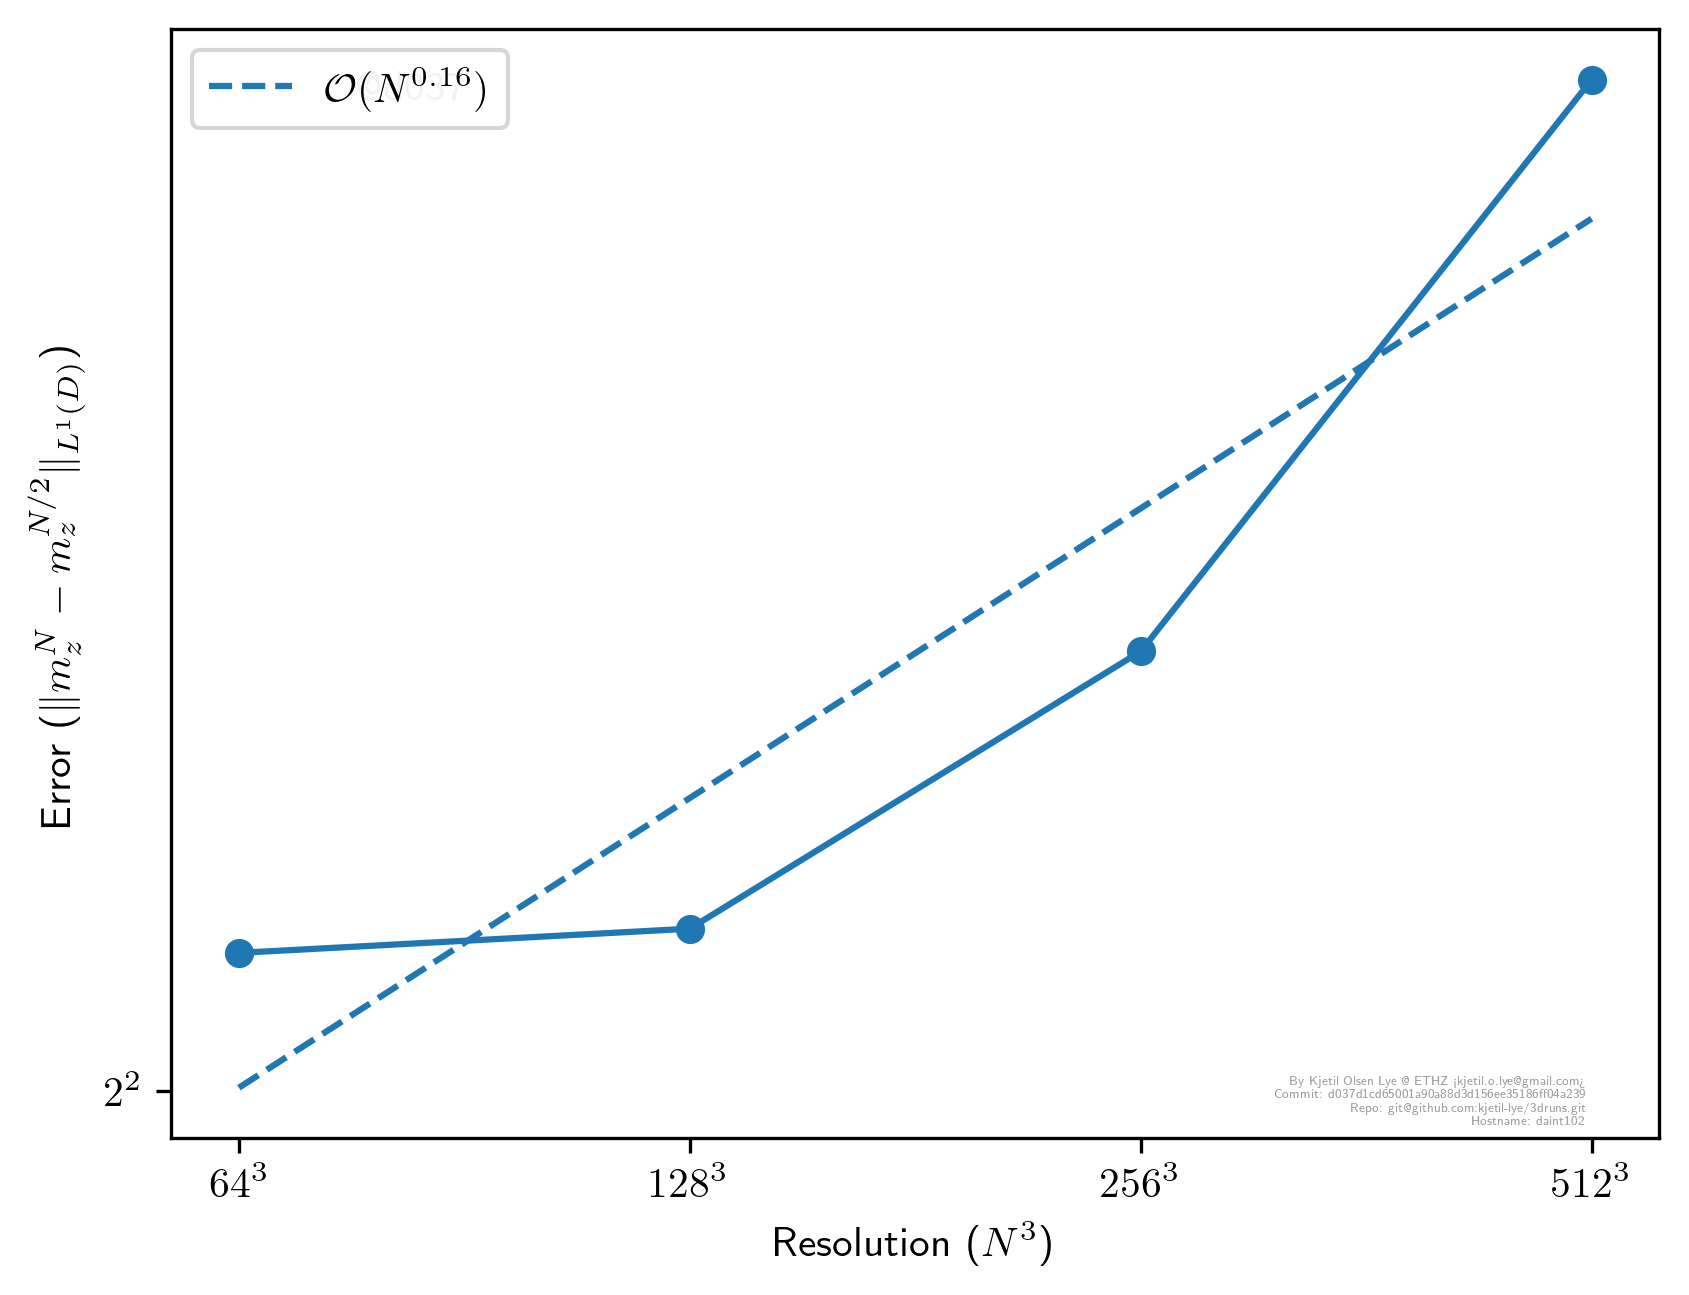 𝒪(N^{0.16})
Error (||m_z^N − m_z^{N/2}||_{L^1(D)})
2^2
By Kjetil Olsen Lye @ ETHZ ¡kjetil.o.lye@gmail.com¿
Commit: d037d1cd65001a90a88d3d156ee35186ff04a239
Repo: git@github.com:kjetil-lye/3druns.git
Hostname: daint102
64^3 128^3 256^3 512^3
Resolution (N^3)